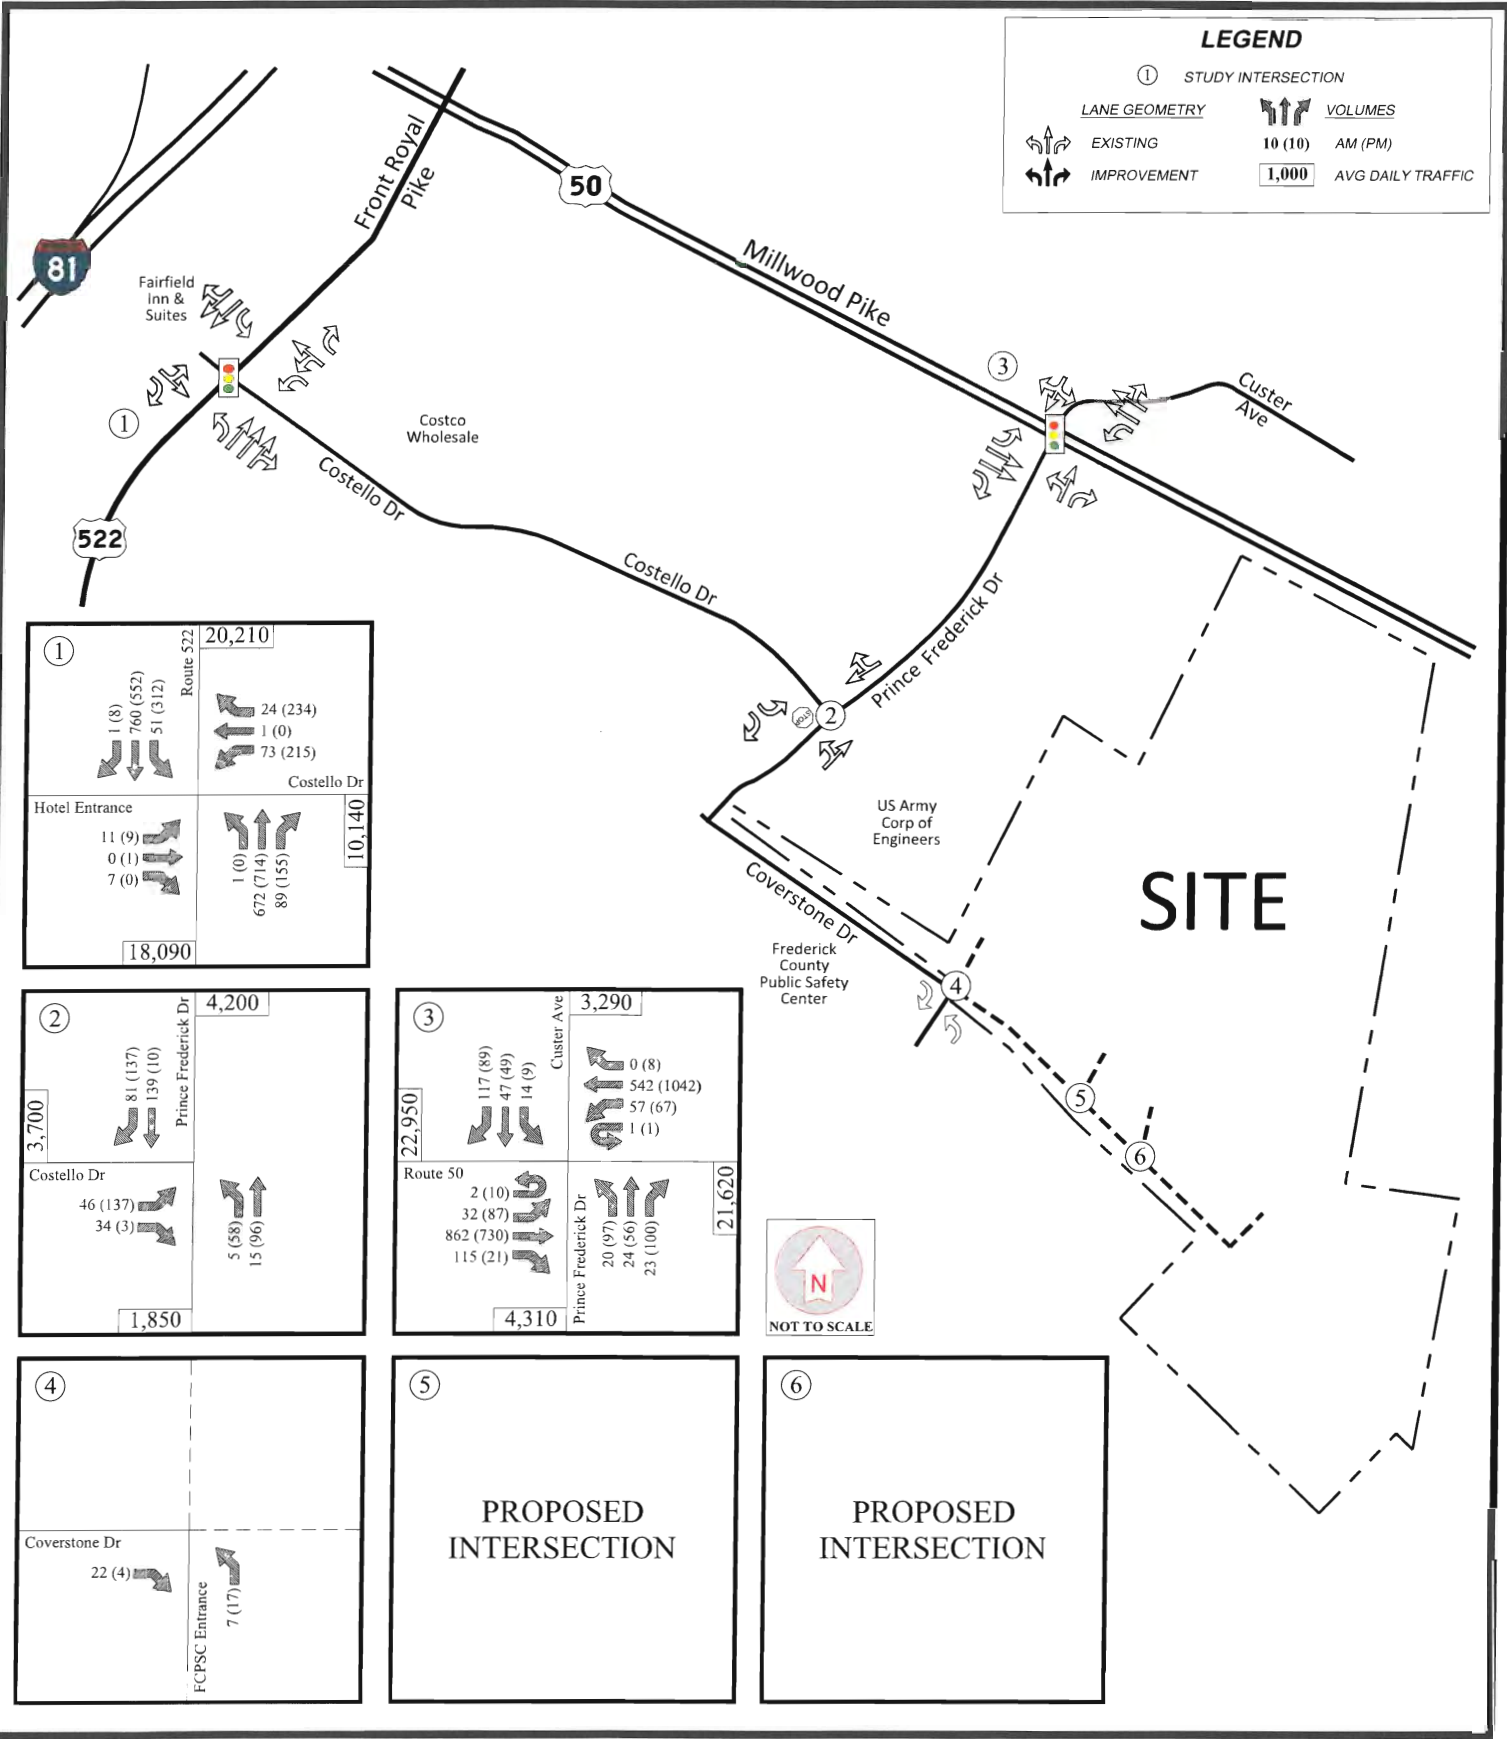 LEGEND
1 STUDY INTERSECTION
LANE GEOMETRY VOLUMES
EXISTING 10 (10) AM (PM)
IMPROVEMENT 1,000 AVG DAILY TRAFFIC
Front Royal
Pike
50
Millwood Pike
81
Fairfield
Inn &
Suites
1
3
Custer
Ave
Costco
Wholesale
Costello Dr
522
Costello Dr
Prince Frederick Dr
STOP
2
US Army
Corp of
Engineers
SITE
Coverstone Dr
Frederick
County
Public Safety
Center
4
5
6
1
Route 522
20,210
1 (8)
760 (552)
51 (312)
24 (234)
1 (0)
73 (215)
Costello Dr
Hotel Entrance
10,140
11 (9)
0 (1)
7 (0)
1 (0)
672 (714)
89 (155)
18,090
2
Prince Frederick Dr
4,200
81 (137)
139 (10)
3,700
Costello Dr
46 (137)
34 (3)
5 (58)
15 (96)
1,850
3
Custer Ave
3,290
117 (89)
47 (49)
14 (9)
0 (8)
542 (1042)
57 (67)
1 (1)
22,950
Route 50
2 (10)
32 (87)
862 (730)
115 (21)
Prince Frederick Dr
20 (97)
24 (56)
23 (100)
21,620
4,310
N
NOT TO SCALE
4
Coverstone Dr
22 (4)
FCPSC Entrance
7 (17)
5
PROPOSED
INTERSECTION
6
PROPOSED
INTERSECTION